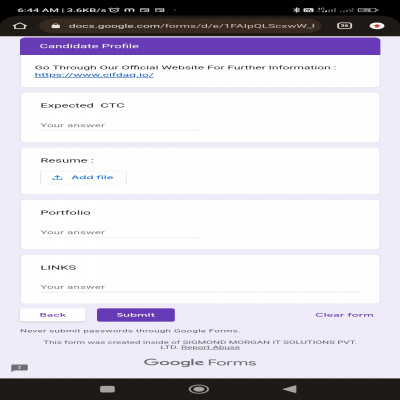 6:44 AM | 3.6KB/s
docs.google.com/forms/d/e/1FAIpQLScxwW_F
36
Candidate Profile
Go Through Our Official Website For Further Information :
https://www.cifdaq.io/
Expected CTC
Your answer
Resume :
Add file
Portfolio
Your answer
LINKS
Your answer
Back
Submit
Clear form
Never submit passwords through Google Forms.
This form was created inside of SIGMOND MORGAN IT SOLUTIONS PVT.
LTD. Report Abuse
Google Forms